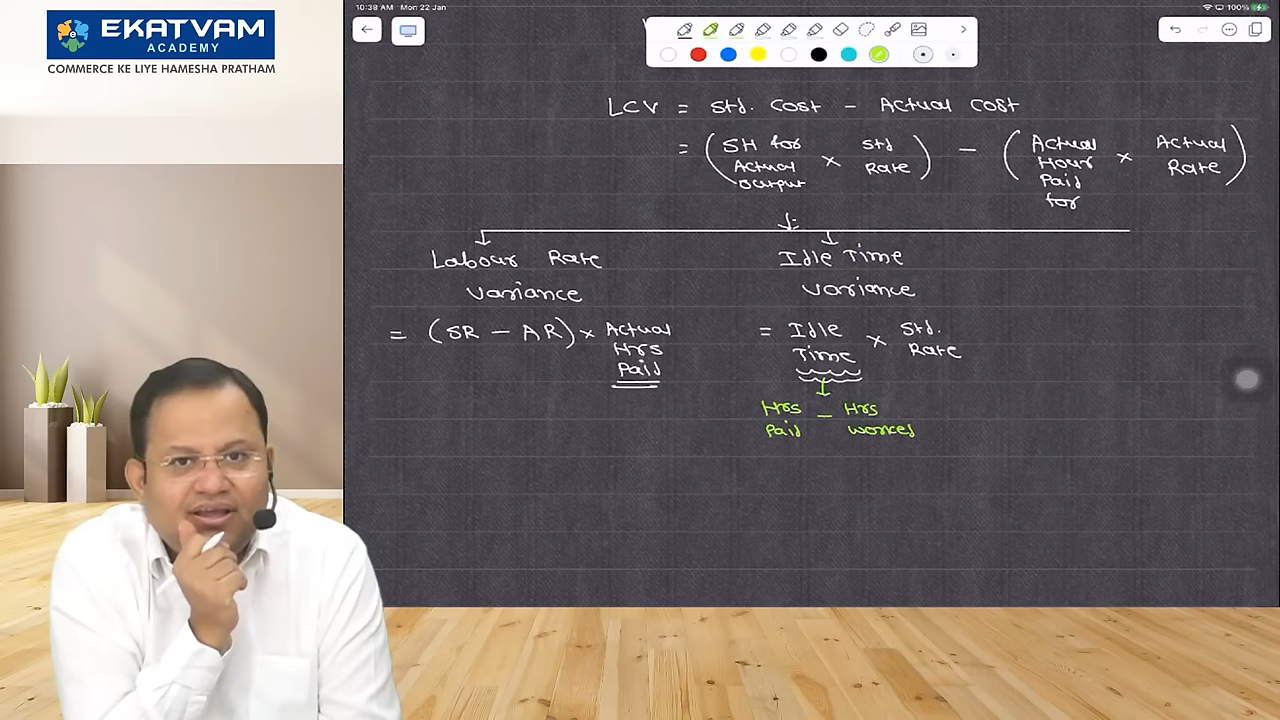 EKATVAM
ACADEMY
COMMERCE KE LIYE HAMESHA PRATHAM
10:38 AM Mon 22 Jan
100%
LCV = Std. Cost - Actual Cost
= (SH for Actual Output × Std Rate) - (Actual Hour Paid for × Actual Rate)
Labour Rate Variance
Idle Time Variance
= (SR - AR) × Actual Hrs Paid
= Idle Time × Std. Rate
Hrs Paid - Hrs worked